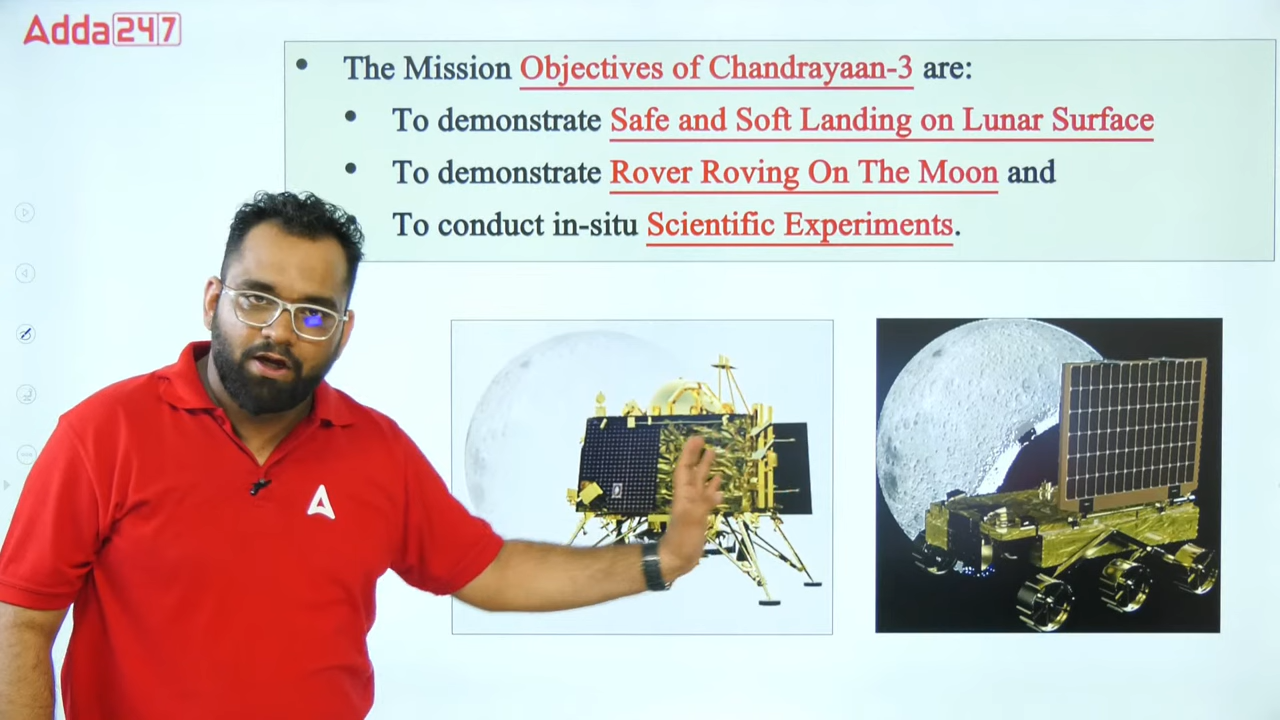 Adda247
• The Mission Objectives of Chandrayaan-3 are:
• To demonstrate Safe and Soft Landing on Lunar Surface
• To demonstrate Rover Roving On The Moon and
To conduct in-situ Scientific Experiments.